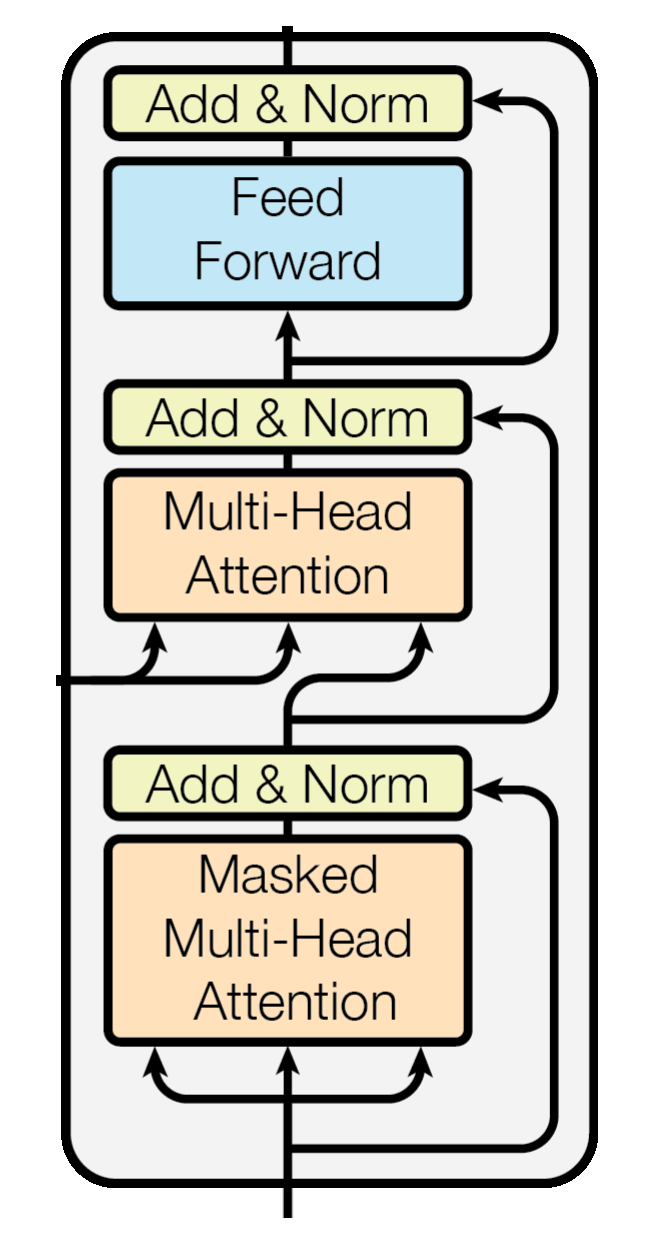 Add & Norm
Feed
Forward
Add & Norm
Multi-Head
Attention
Add & Norm
Masked
Multi-Head
Attention